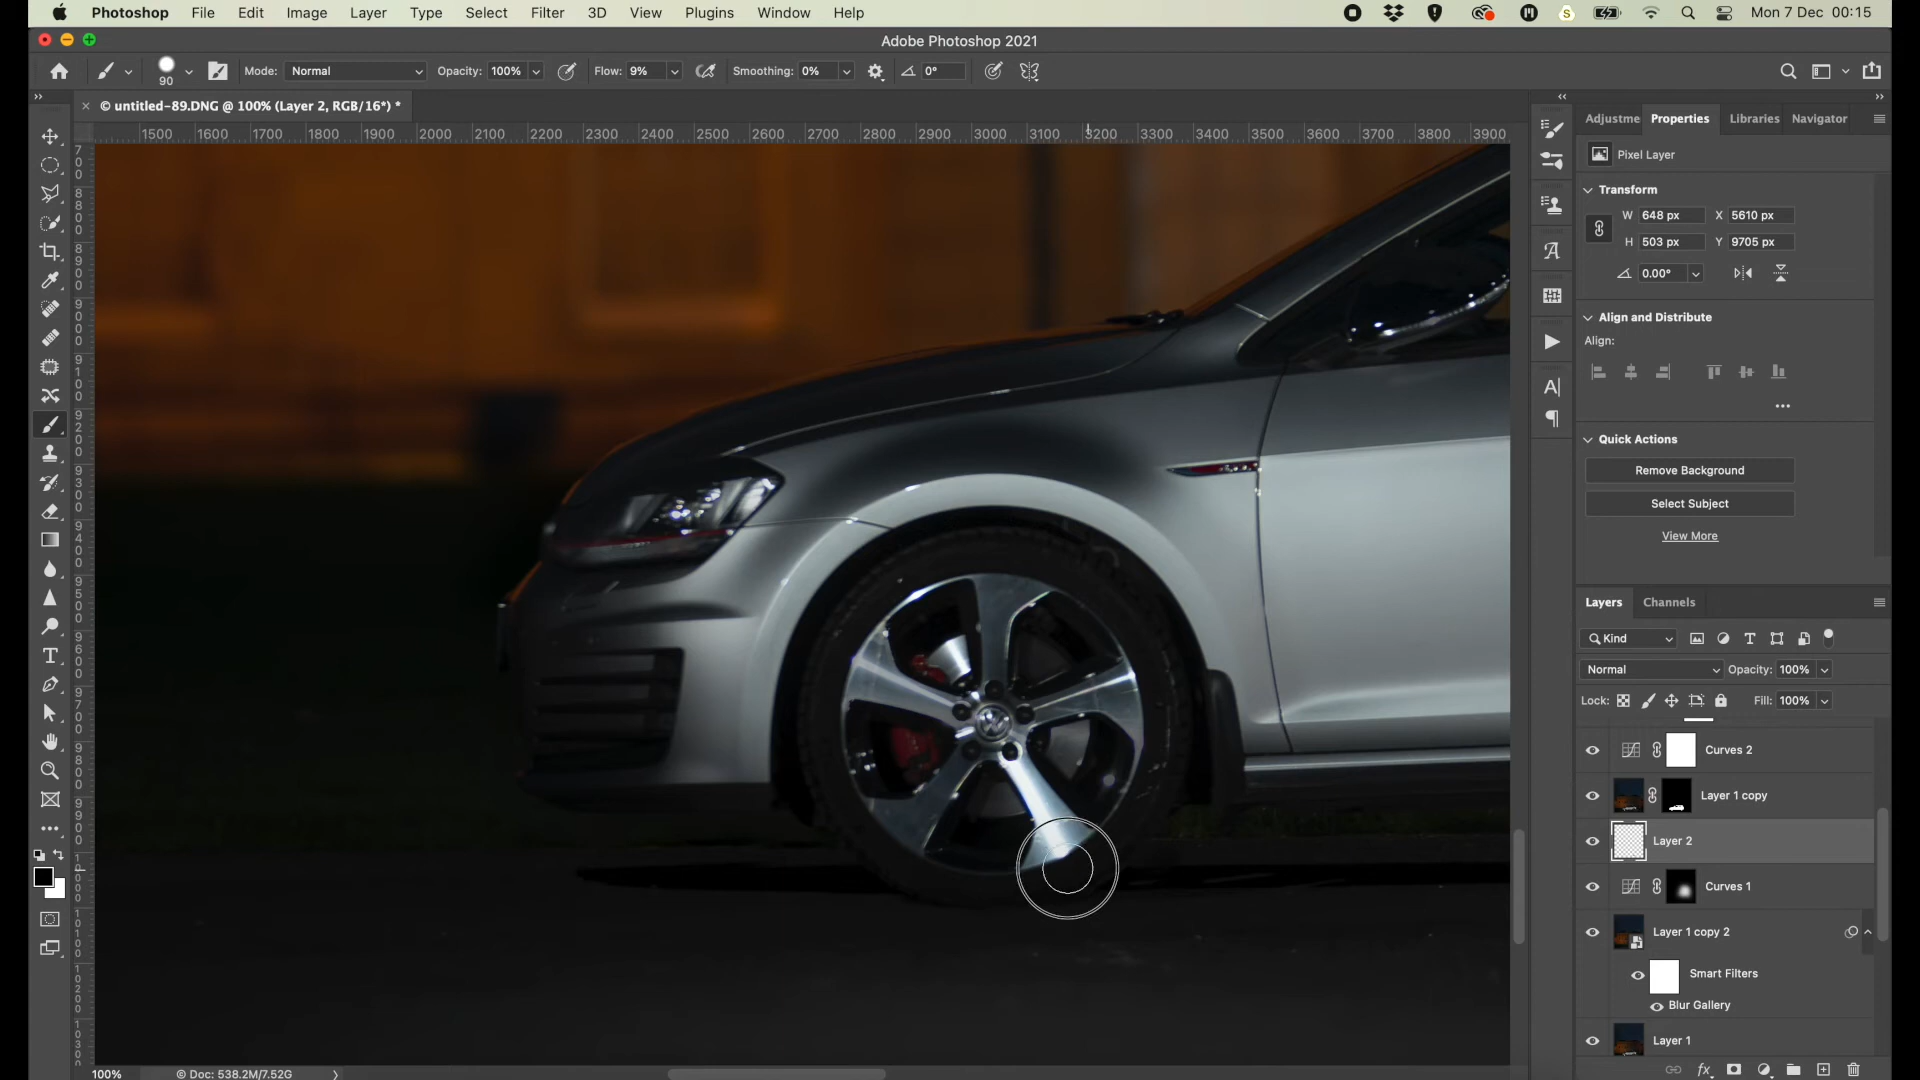 Photoshop File Edit Image Layer Type Select Filter 3D View Plugins Window Help Mon 7 Dec 00:15
Adobe Photoshop 2021
90 Mode: Normal Opacity: 100% Flow: 9% Smoothing: 0% 0°
© untitled-89.DNG @ 100% (Layer 2, RGB/16*) *
1500 1600 1700 1800 1900 2000 2100 2200 2300 2400 2500 2600 2700 2800 2900 3000 3100 3200 3300 3400 3500 3600 3700 3800 3900
Adjustme Properties Libraries Navigator
Pixel Layer
Transform
W 648 px X 5610 px
H 503 px Y 9705 px
0.00°
Align and Distribute
Align:
Quick Actions
Remove Background
Select Subject
View More
Layers Channels
Kind
Normal Opacity: 100%
Lock: Fill: 100%
Curves 2
Layer 1 copy
Layer 2
Curves 1
Layer 1 copy 2
Smart Filters
Blur Gallery
Layer 1
100% © Doc: 538.2M/7.52G